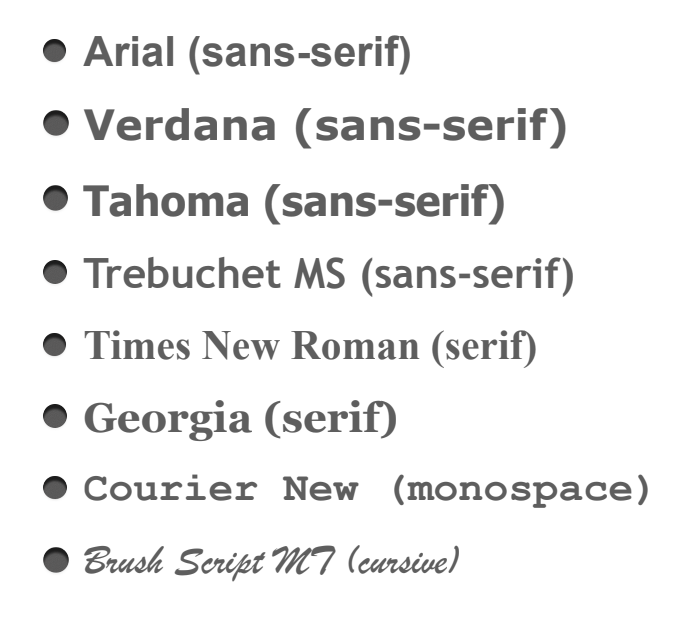 Arial (sans-serif)
Verdana (sans-serif)
Tahoma (sans-serif)
Trebuchet MS (sans-serif)
Times New Roman (serif)
Georgia (serif)
Courier New (monospace)
Brush Script MT (cursive)